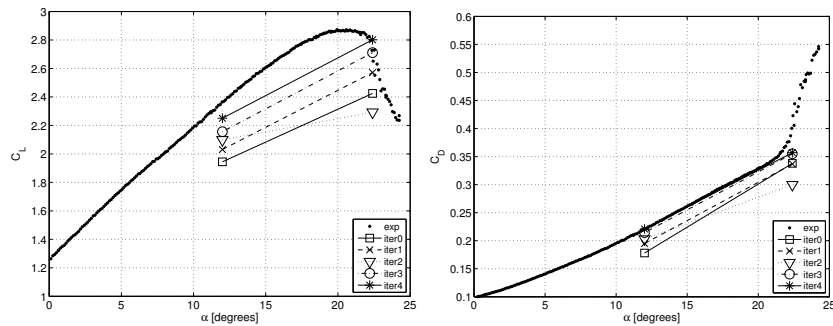 3
2.8
2.6
2.4
2.2
2
1.8
1.6
1.4
1.2
1
0
5
10
15
20
25
C_L
α [degrees]
exp
iter0
iter1
iter2
iter3
iter4
0.6
0.55
0.5
0.45
0.4
0.35
0.3
0.25
0.2
0.15
0.1
0
5
10
15
20
25
C_D
α [degrees]
exp
iter0
iter1
iter2
iter3
iter4